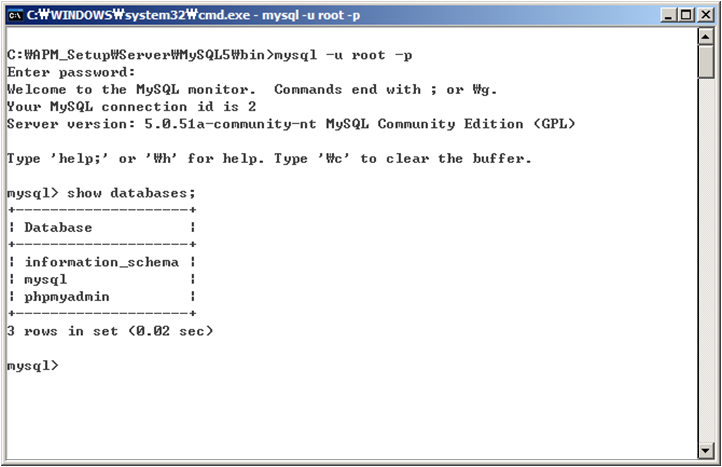 C:₩WINDOWS₩system32₩cmd.exe - mysql -u root -p
C:₩APM_Setup₩Server₩MySQL5₩bin>mysql -u root -p
Enter password:
Welcome to the MySQL monitor.  Commands end with ; or ₩g.
Your MySQL connection id is 2
Server version: 5.0.51a-community-nt MySQL Community Edition (GPL)
Type 'help;' or '₩h' for help. Type '₩c' to clear the buffer.
mysql> show databases;
+--------------------+
¦ Database           ¦
+--------------------+
¦ information_schema ¦
¦ mysql              ¦
¦ phpmyadmin         ¦
+--------------------+
3 rows in set (0.02 sec)
mysql>